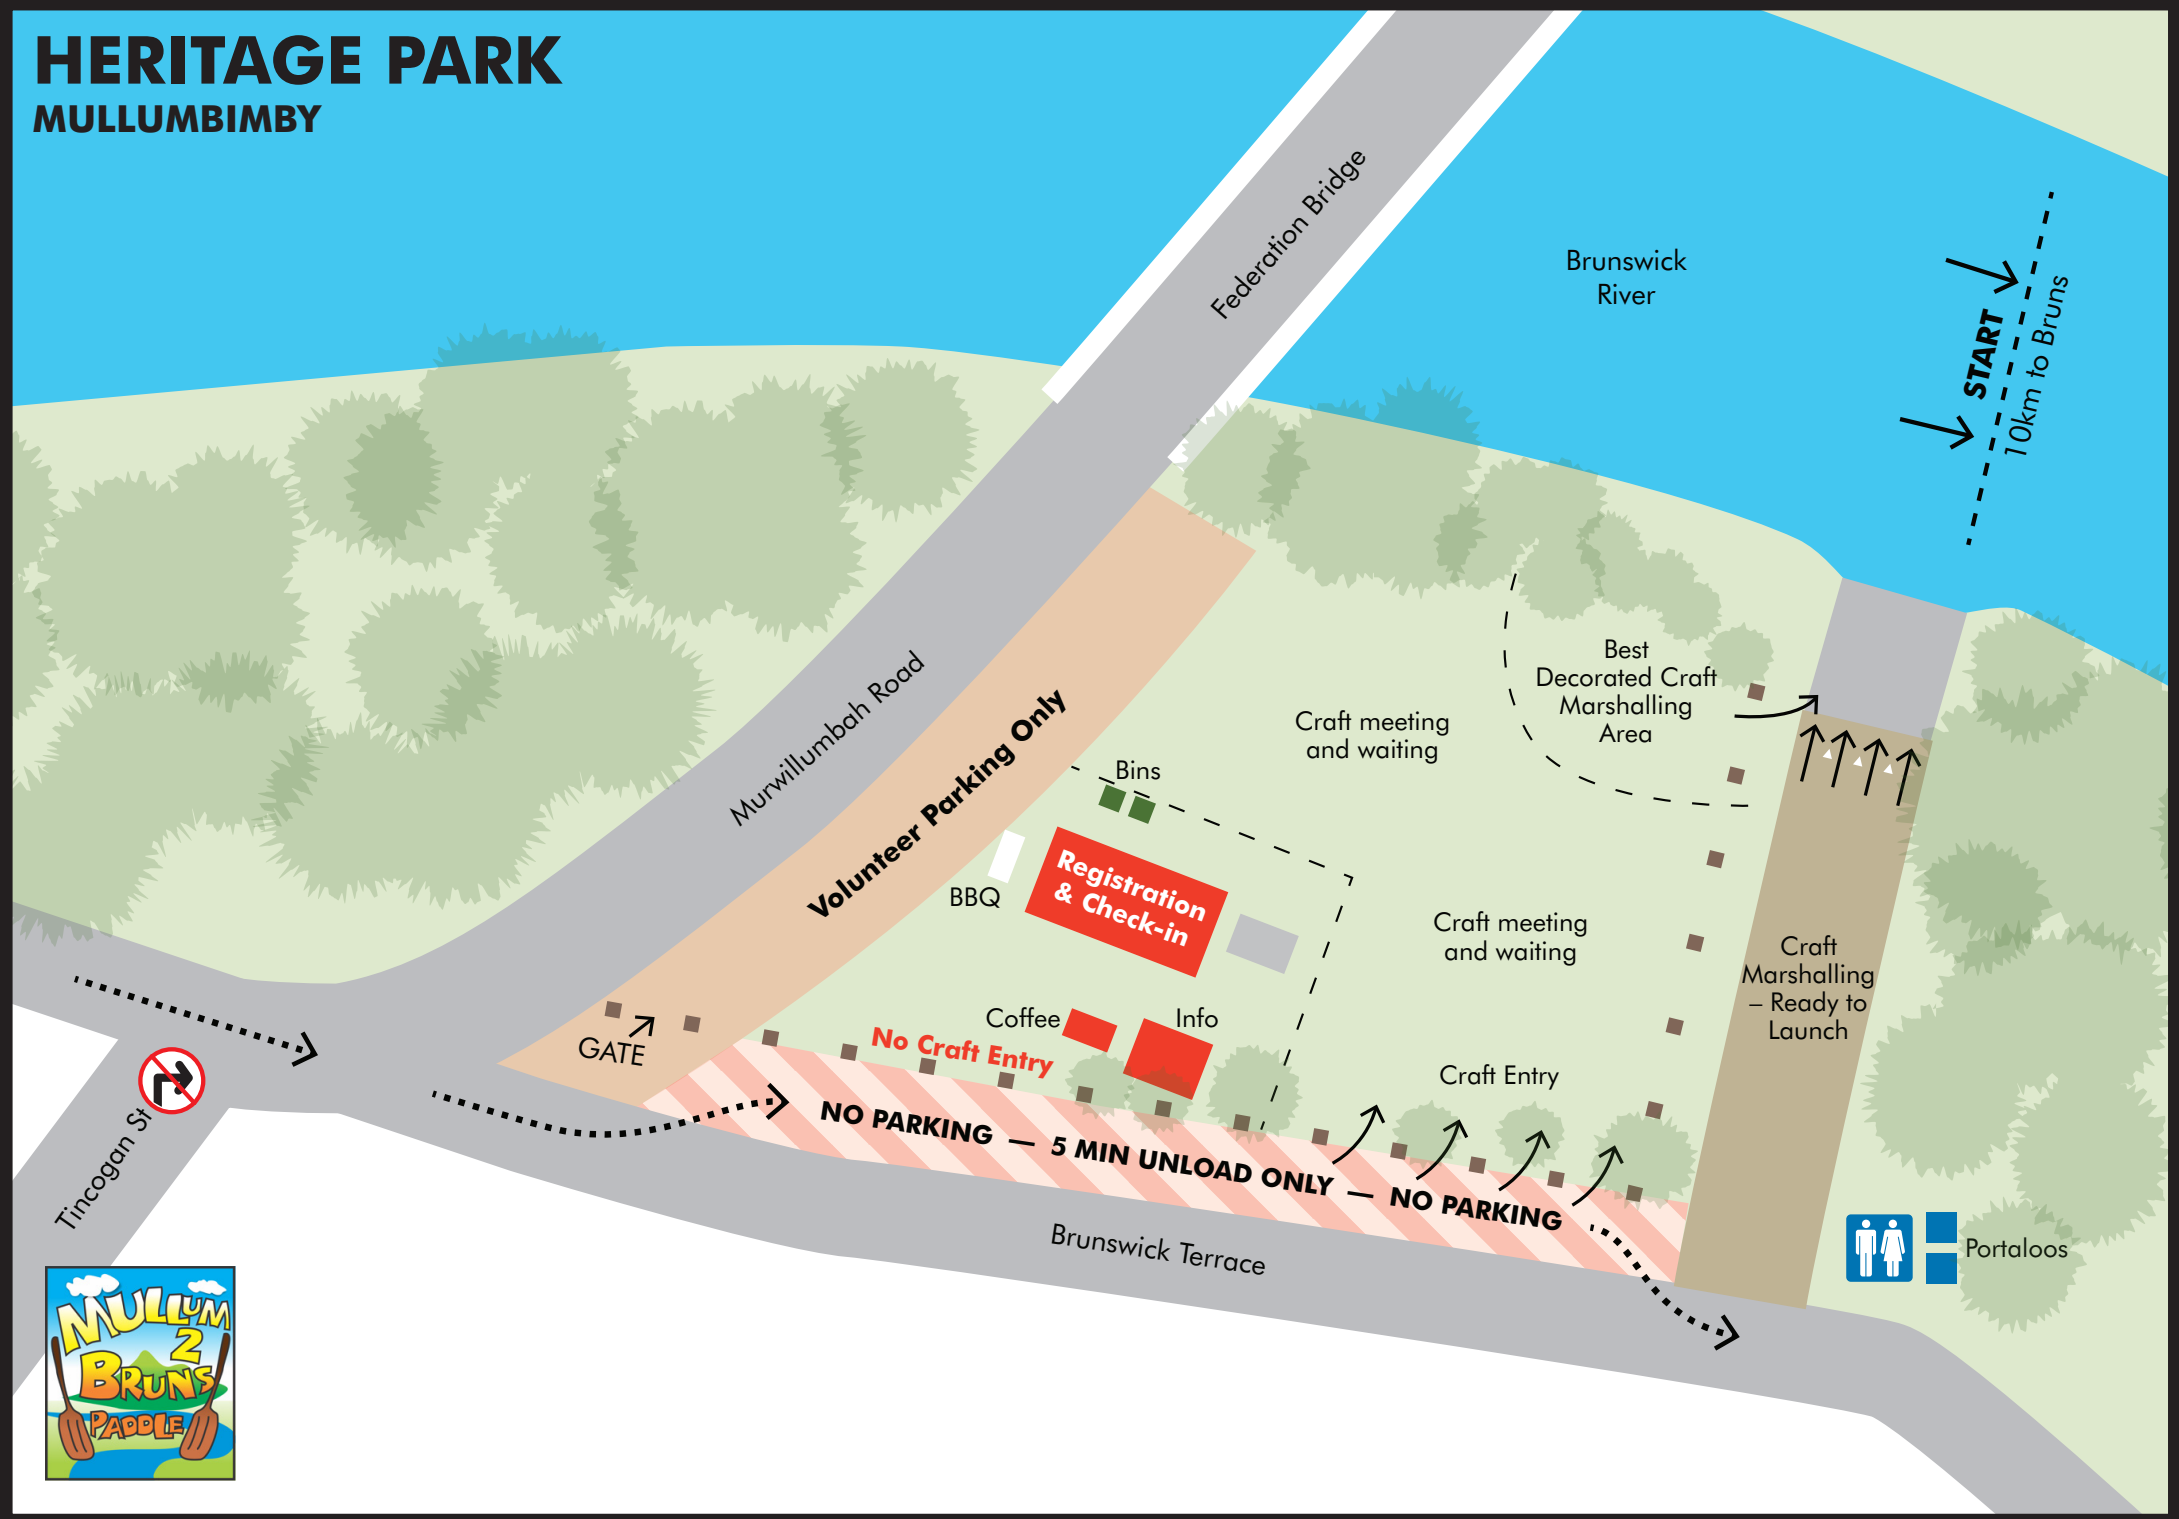 HERITAGE PARK
MULLUMBIMBY
Federation Bridge
Brunswick
River
START
10km to Bruns
Murwillumbah Road
Volunteer Parking Only
Best
Decorated Craft
Marshalling
Area
Craft meeting
and waiting
Bins
BBQ
Registration
& Check-in
Craft meeting
and waiting
Craft
Marshalling
– Ready to
Launch
Coffee
Info
GATE
No Craft Entry
Craft Entry
NO PARKING — 5 MIN UNLOAD ONLY — NO PARKING
Tincogan St
Brunswick Terrace
Portaloos
MULLUM
2
BRUNS
PADDLE